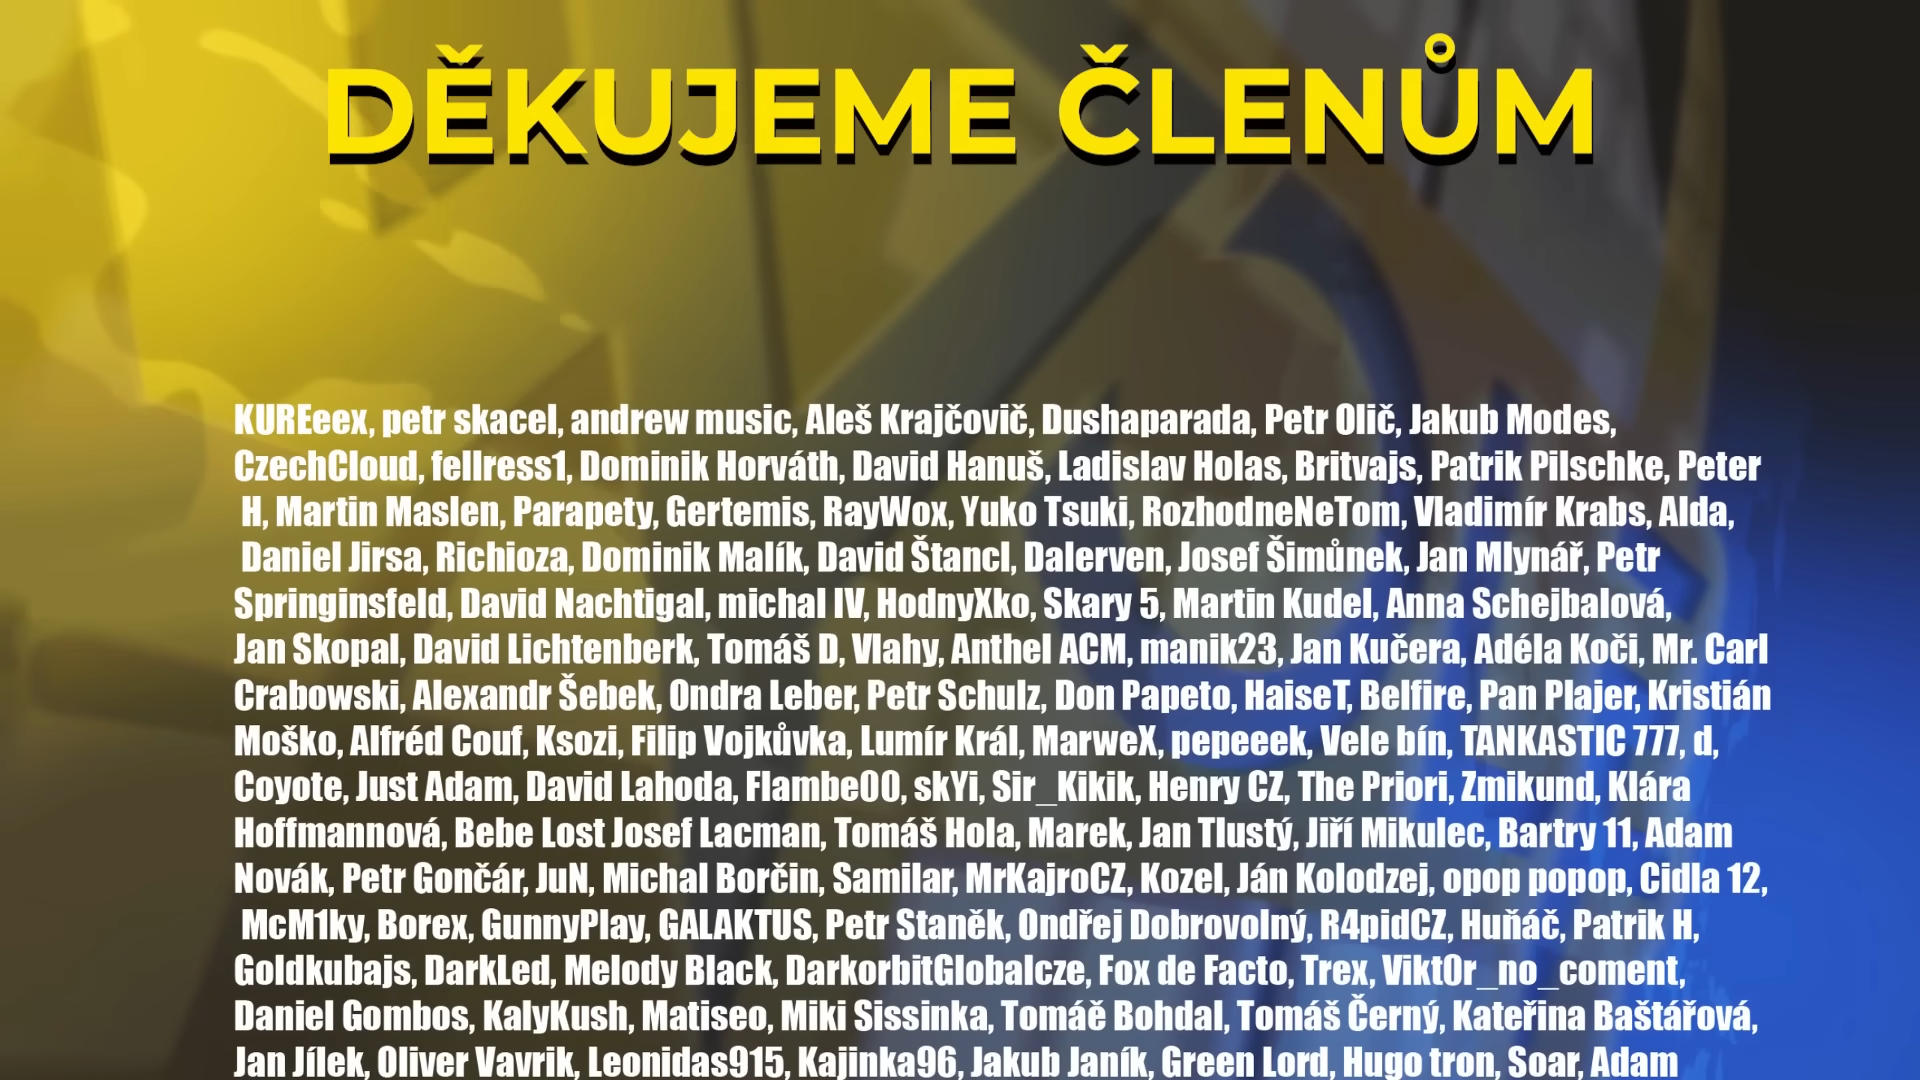 DĚKUJEME ČLENŮM
KUREeex, petr skacel, andrew music, Aleš Krajčovič, Dushaparada, Petr Olič, Jakub Modes,
CzechCloud, fellress1, Dominik Horváth, David Hanuš, Ladislav Holas, Britvajs, Patrik Pilschke, Peter
H, Martin Maslen, Parapety, Gertemis, RayWox, Yuko Tsuki, RozhodneNeTom, Vladimír Krabs, Alda,
Daniel Jirsa, Richioza, Dominik Malík, David Štancl, Dalerven, Josef Šimůnek, Jan Mlynář, Petr
Springinsfeld, David Nachtigal, michal IV, HodnyXko, Skary 5, Martin Kudel, Anna Schejbalová,
Jan Skopal, David Lichtenberk, Tomáš D, Vlahy, Anthel ACM, manik23, Jan Kučera, Adéla Koči, Mr. Carl
Crabowski, Alexandr Šebek, Ondra Leber, Petr Schulz, Don Papeto, HaiseT, Belfire, Pan Plajer, Kristián
Moško, Alfréd Couf, Ksozi, Filip Vojkůvka, Lumír Král, MarweX, pepeeek, Vele bín, TANKASTIC 777, d,
Coyote, Just Adam, David Lahoda, Flambe00, skYi, Sir_Kikik, Henry CZ, The Priori, Zmikund, Klára
Hoffmannová, Bebe Lost Josef Lacman, Tomáš Hola, Marek, Jan Tlustý, Jiří Mikulec, Bartry 11, Adam
Novák, Petr Gončár, JuN, Michal Borčin, Samilar, MrKajroCZ, Kozel, Ján Kolodzej, opop popop, Cidla 12,
McM1ky, Borex, GunnyPlay, GALAKTUS, Petr Staněk, Ondřej Dobrovolný, R4pidCZ, Huňáč, Patrik H,
Goldkubajs, DarkLed, Melody Black, DarkorbitGlobalcze, Fox de Facto, Trex, Vikt0r_no_coment,
Daniel Gombos, KalyKush, Matiseo, Miki Sissinka, Tomáě Bohdal, Tomáš Černý, Kateřina Baštářová,
Jan Jílek, Oliver Vavrik, Leonidas915, Kajinka96, Jakub Janík, Green Lord, Hugo tron, Soar, Adam